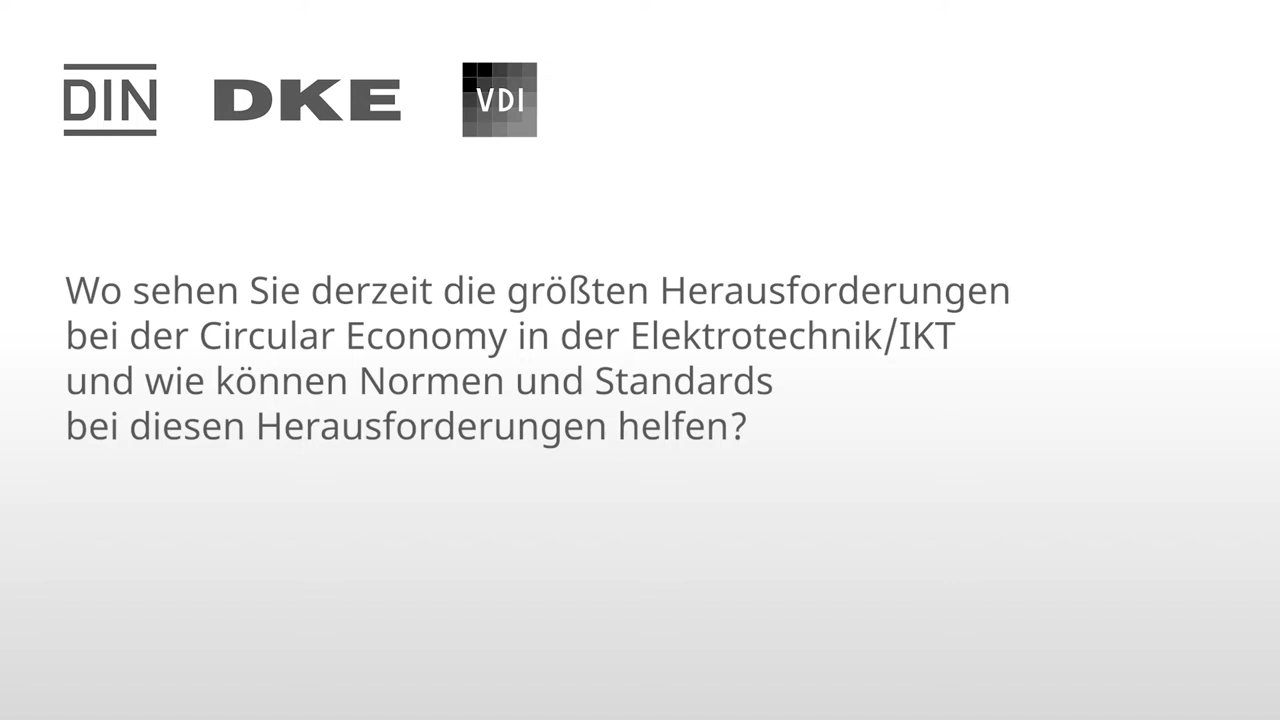 DIN DKE VDI
Wo sehen Sie derzeit die größten Herausforderungen
bei der Circular Economy in der Elektrotechnik/IKT
und wie können Normen und Standards
bei diesen Herausforderungen helfen?